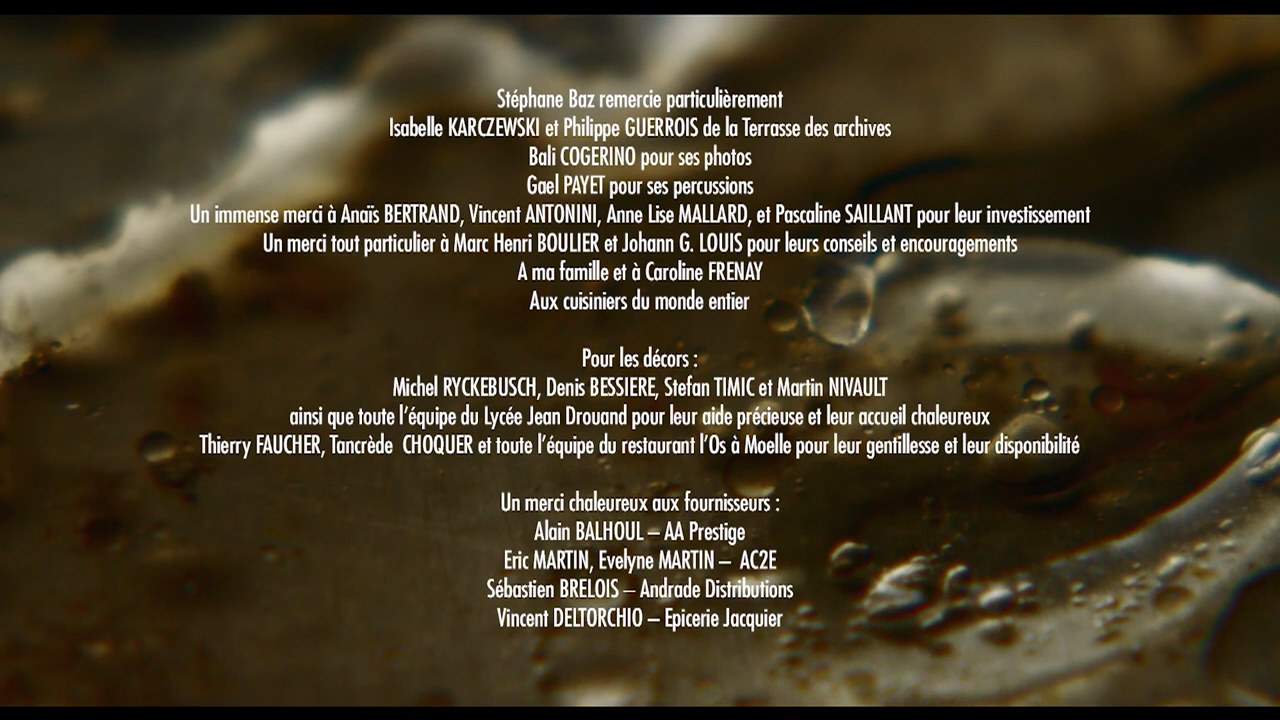 Stéphane Baz remercie particulièrement
Isabelle KARCZEWSKI et Philippe GUERROIS de la Terrasse des archives
Bali COGERINO pour ses photos
Gael PAYET pour ses percussions
Un immense merci à Anaïs BERTRAND, Vincent ANTONINI, Anne Lise MALLARD, et Pascaline SAILLANT pour leur investissement
Un merci tout particulier à Marc Henri BOULIER et Johann G. LOUIS pour leurs conseils et encouragements
A ma famille et à Caroline FRENAY
Aux cuisiniers du monde entier
Pour les décors :
Michel RYCKEBUSCH, Denis BESSIERE, Stefan TIMIC et Martin NIVAULT
ainsi que toute l'équipe du Lycée Jean Drouand pour leur aide précieuse et leur accueil chaleureux
Thierry FAUCHER, Tancrède  CHOQUER et toute l'équipe du restaurant l'Os à Moelle pour leur gentillesse et leur disponibilité
Un merci chaleureux aux fournisseurs :
Alain BALHOUL – AA Prestige
Eric MARTIN, Evelyne MARTIN –  AC2E
Sébastien BRELOIS – Andrade Distributions
Vincent DELTORCHIO – Epicerie Jacquier